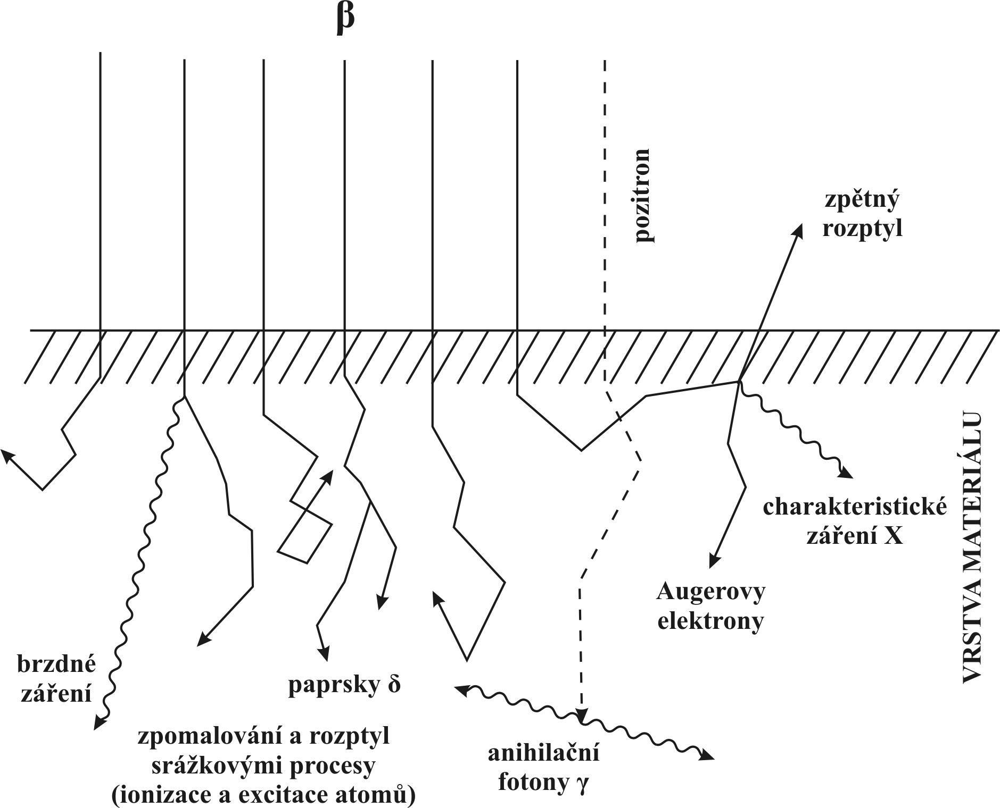 β
pozitron
zpětný
rozptyl
VRSTVA MATERIÁLU
charakteristické
záření X
Augerovy
elektrony
brzdné
záření
paprsky δ
zpomalování a rozptyl
srážkovými procesy
(ionizace a excitace atomů)
anihilační
fotony γ